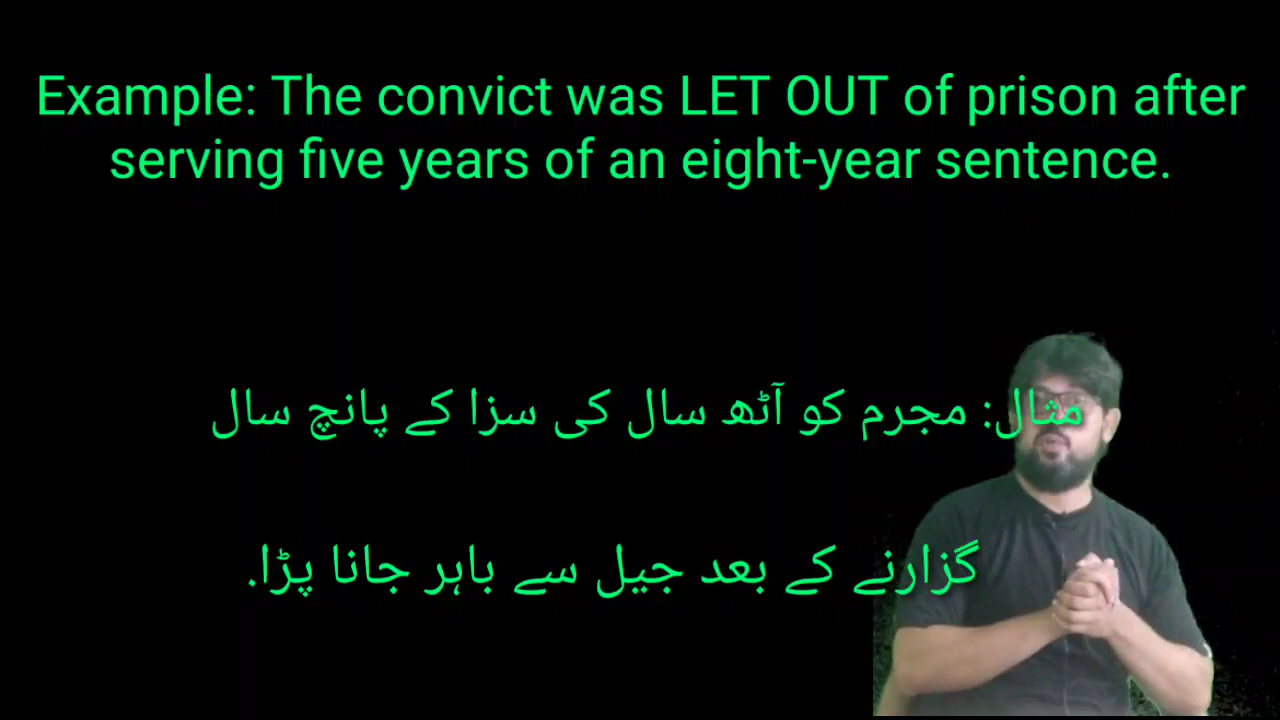 Example: The convict was LET OUT of prison after
serving five years of an eight-year sentence.
مثال: مجرم کو آٹھ سال کی سزا کے پانچ سال
گزارنے کے بعد جیل سے باہر جانا پڑا.